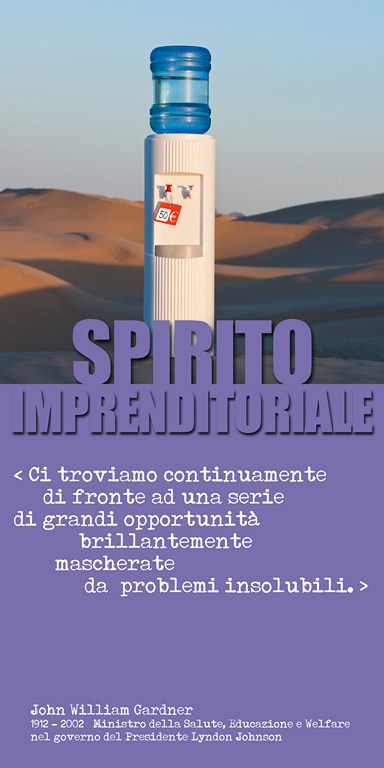 50€
SPIRITO
IMPRENDITORIALE
< Ci troviamo continuamente
di fronte ad una serie
di grandi opportunità
brillantemente
mascherate
da problemi insolubili. >
John William Gardner
1912 - 2002 Ministro della Salute, Educazione e Welfare
nel governo del Presidente Lyndon Johnson